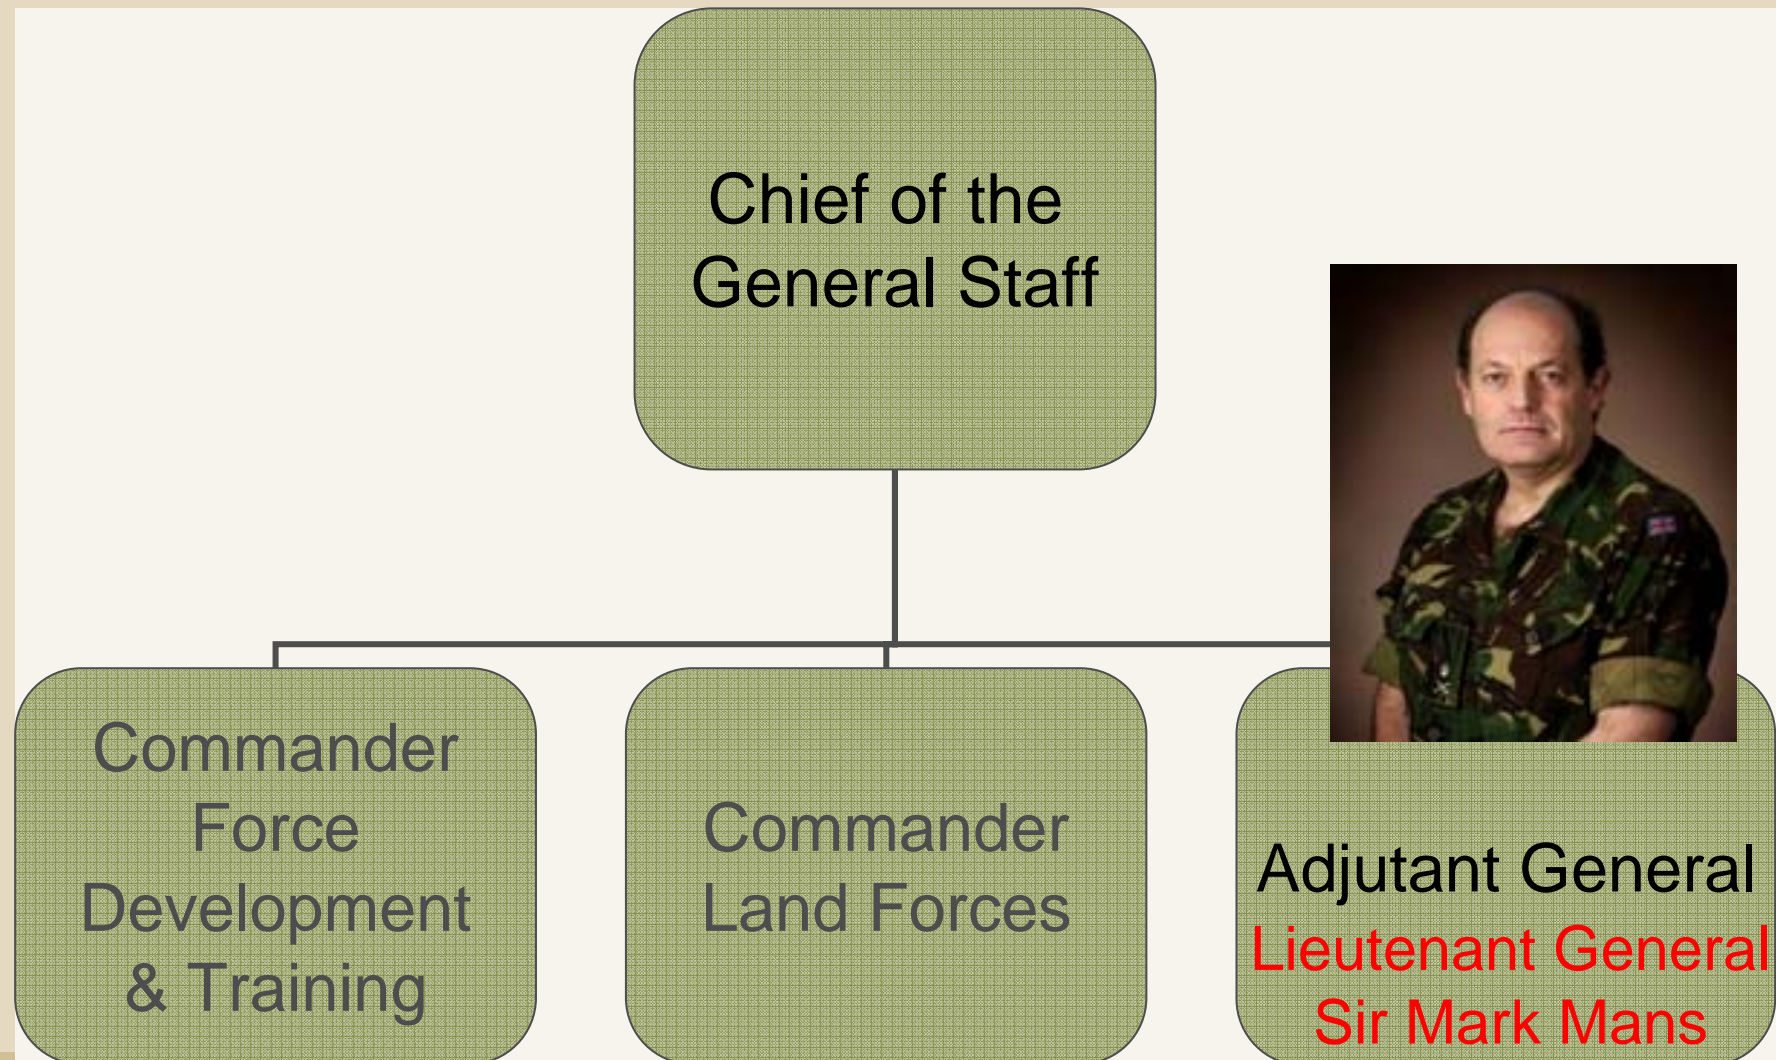 Chief of the
General Staff
Commander
Force
Development
& Training
Commander
Land Forces
Adjutant General
Lieutenant General
Sir Mark Mans